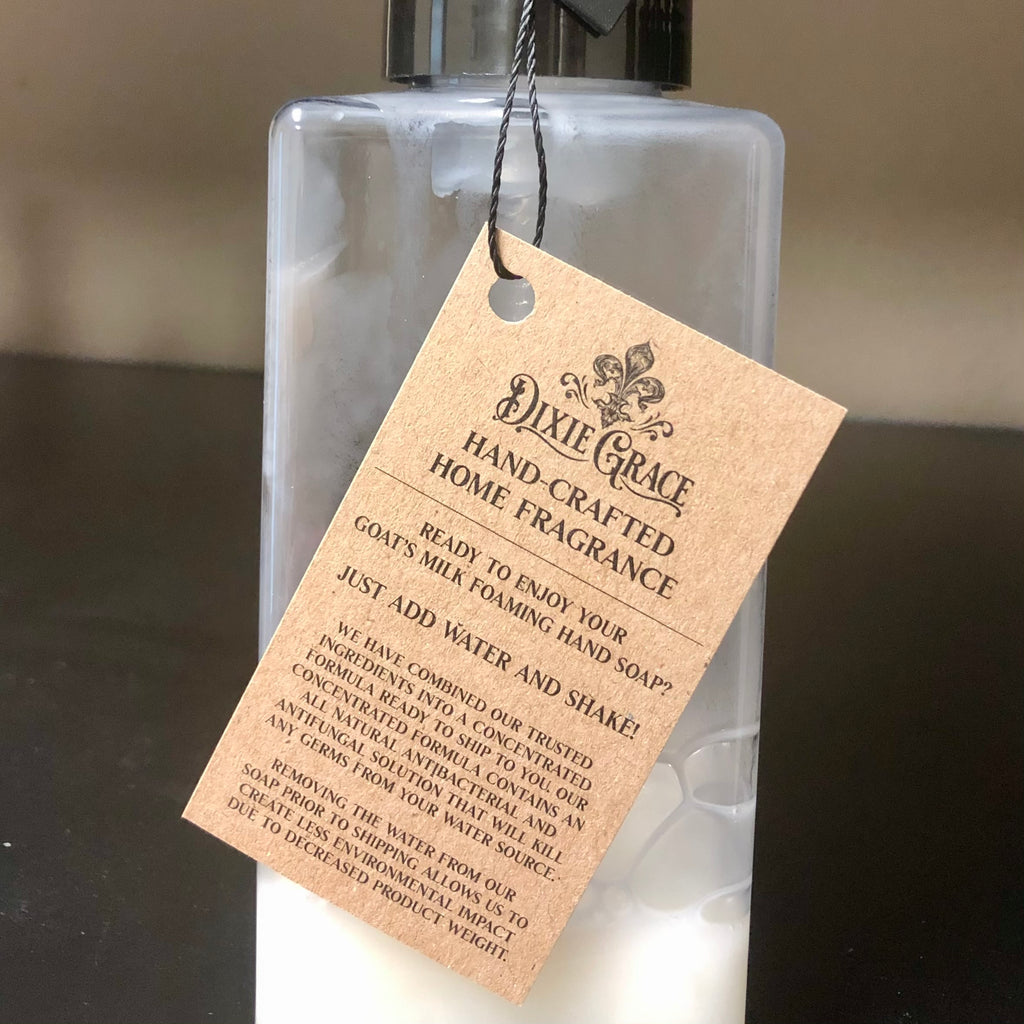 DIXIE GRACE
HAND-CRAFTED
HOME FRAGRANCE
READY TO ENJOY YOUR
GOAT'S MILK FOAMING HAND SOAP?
JUST ADD WATER AND SHAKE!
WE HAVE COMBINED OUR TRUSTED
INGREDIENTS INTO A CONCENTRATED
FORMULA READY TO SHIP TO YOU. OUR
CONCENTRATED FORMULA CONTAINS AN
ALL NATURAL ANTIBACTERIAL AND
ANTIFUNGAL SOLUTION THAT WILL KILL
ANY GERMS FROM YOUR WATER SOURCE.
REMOVING THE WATER FROM OUR
SOAP PRIOR TO SHIPPING ALLOWS US TO
CREATE LESS ENVIRONMENTAL IMPACT
DUE TO DECREASED PRODUCT WEIGHT.